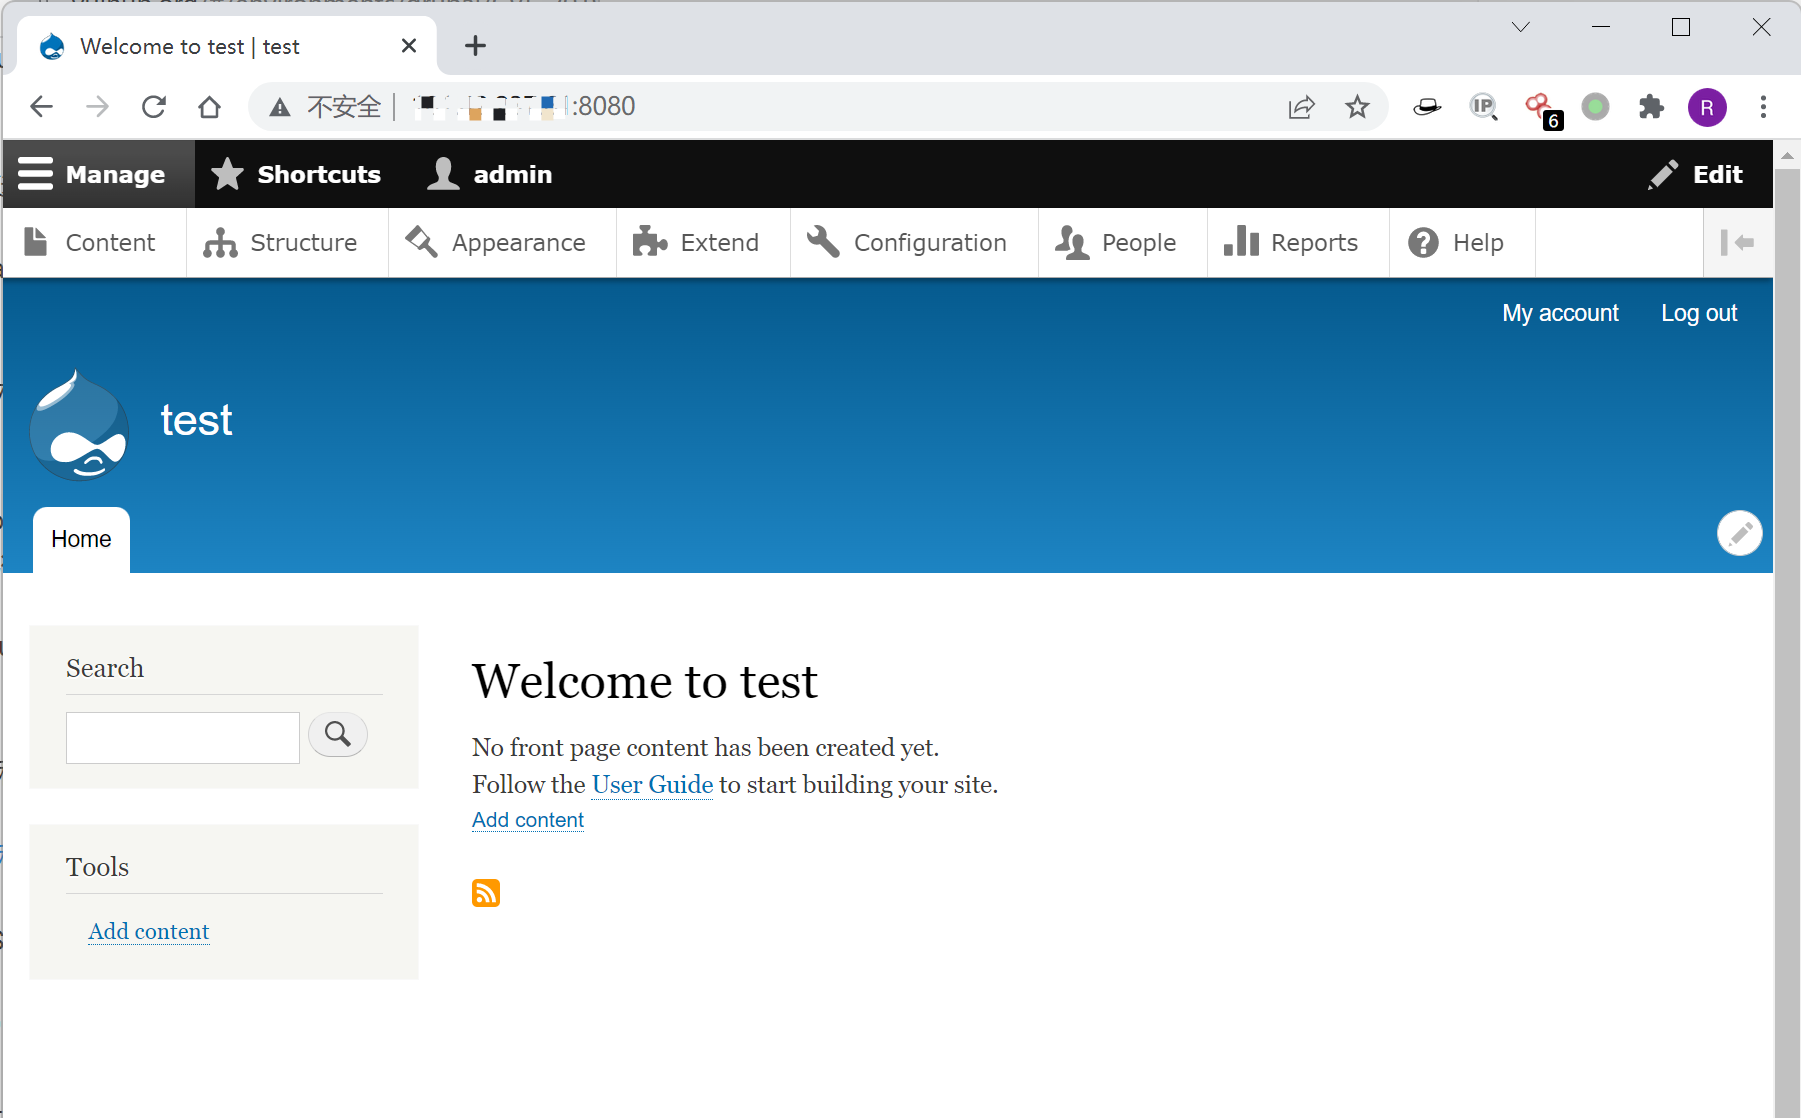 Welcome to test | test
不安全 :8080
IP
6
R
Manage Shortcuts admin Edit
Content Structure Appearance Extend Configuration People Reports Help
My account Log out
test
Home
Search
Welcome to test
No front page content has been created yet.
Follow the User Guide to start building your site.
Add content
Tools
Add content